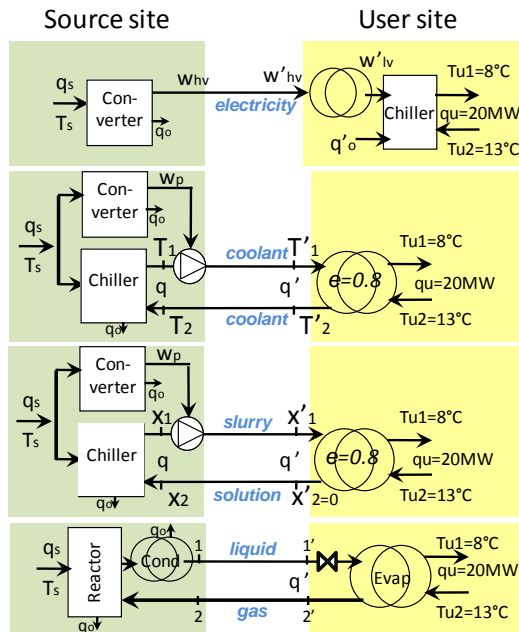 Source site
User site
qs
Ts
Con-
verter
qo
whv
electricity
w'hv
w'lv
q'o
Chiller
Tu1=8°C
qu=20MW
Tu2=13°C
Con-
verter
wp
qo
qs
Ts
Chiller
qo
T1
q
T2
coolant
coolant
T'1
q'
T'2
e=0.8
Tu1=8°C
qu=20MW
Tu2=13°C
Con-
verter
wp
qo
qs
Ts
Chiller
qo
x1
q
x2
slurry
solution
x'1
q'
x'2=0
e=0.8
Tu1=8°C
qu=20MW
Tu2=13°C
qs
Ts
Reactor
qo
qo
Cond
1
liquid
1'
q'
2
gas
2'
Evap
Tu1=8°C
qu=20MW
Tu2=13°C